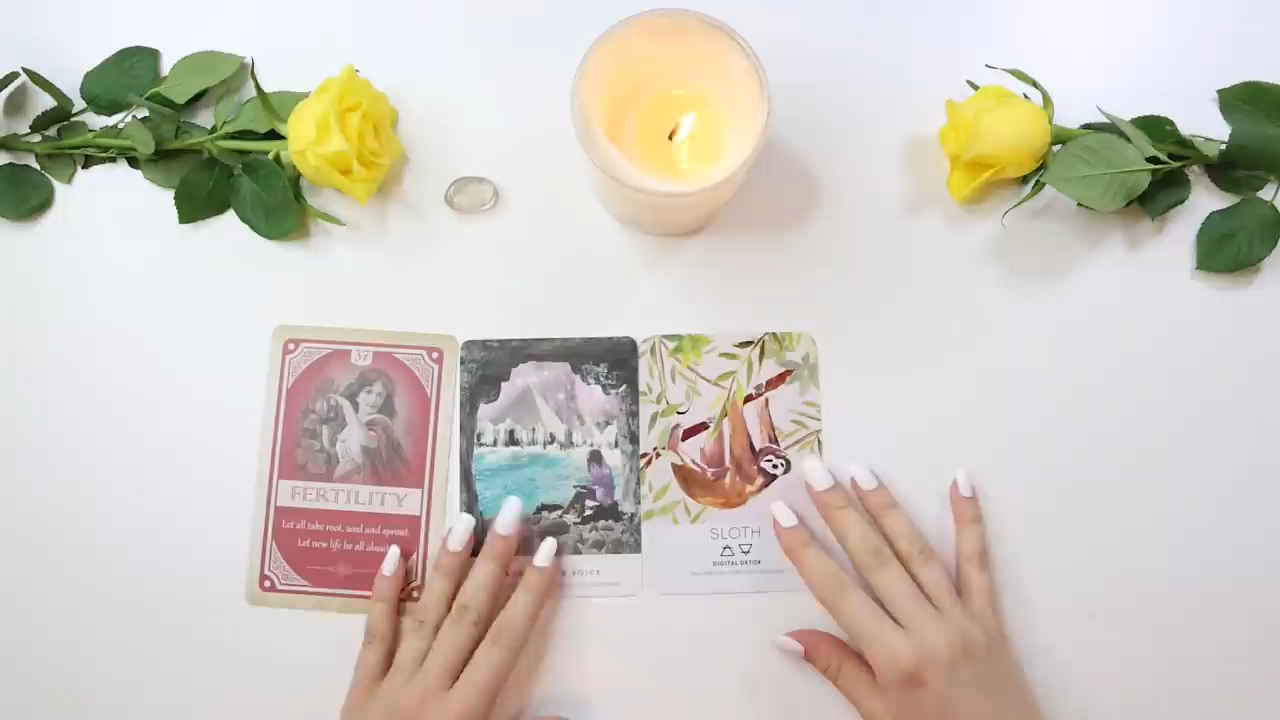 37
FERTILITY
Let all take root, seed and sprout.
Let new life be all about
VOICE
SLOTH
DIGITAL DETOX